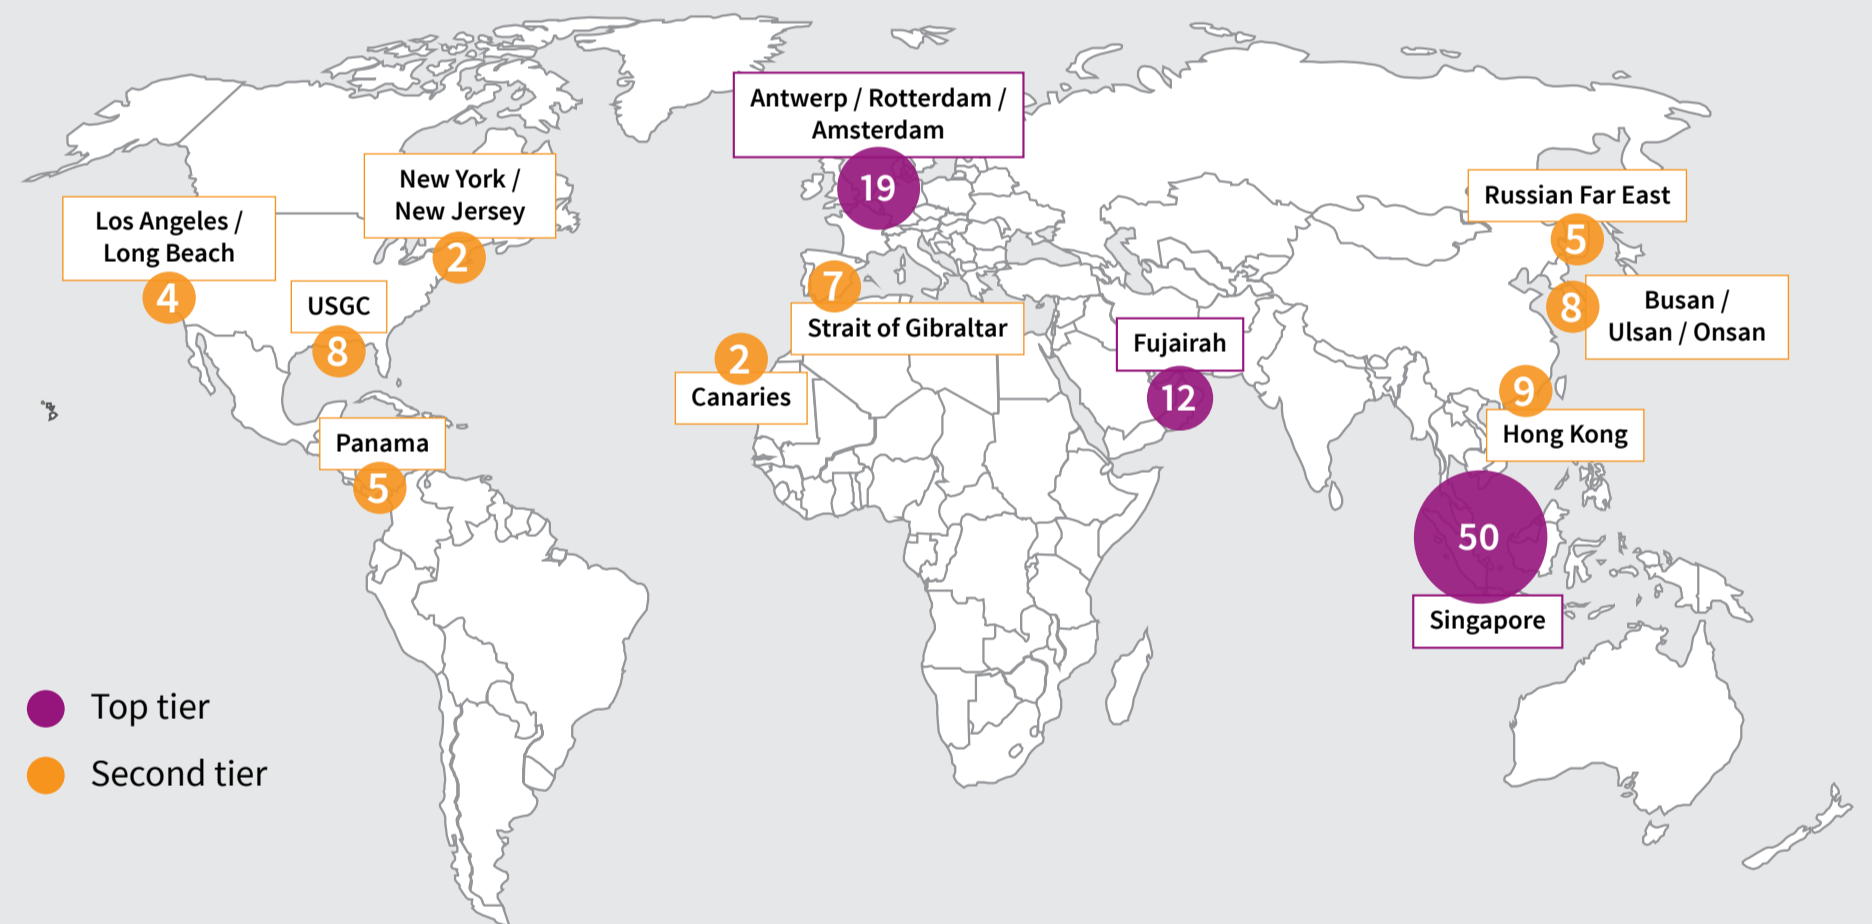 Antwerp / Rotterdam /
Amsterdam
19
New York /
New Jersey
2
Los Angeles /
Long Beach
4
USGC
8
Russian Far East
5
7
Strait of Gibraltar
Busan /
Ulsan / Onsan
8
Fujairah
12
2
Canaries
9
Hong Kong
Panama
5
50
Singapore
Top tier
Second tier